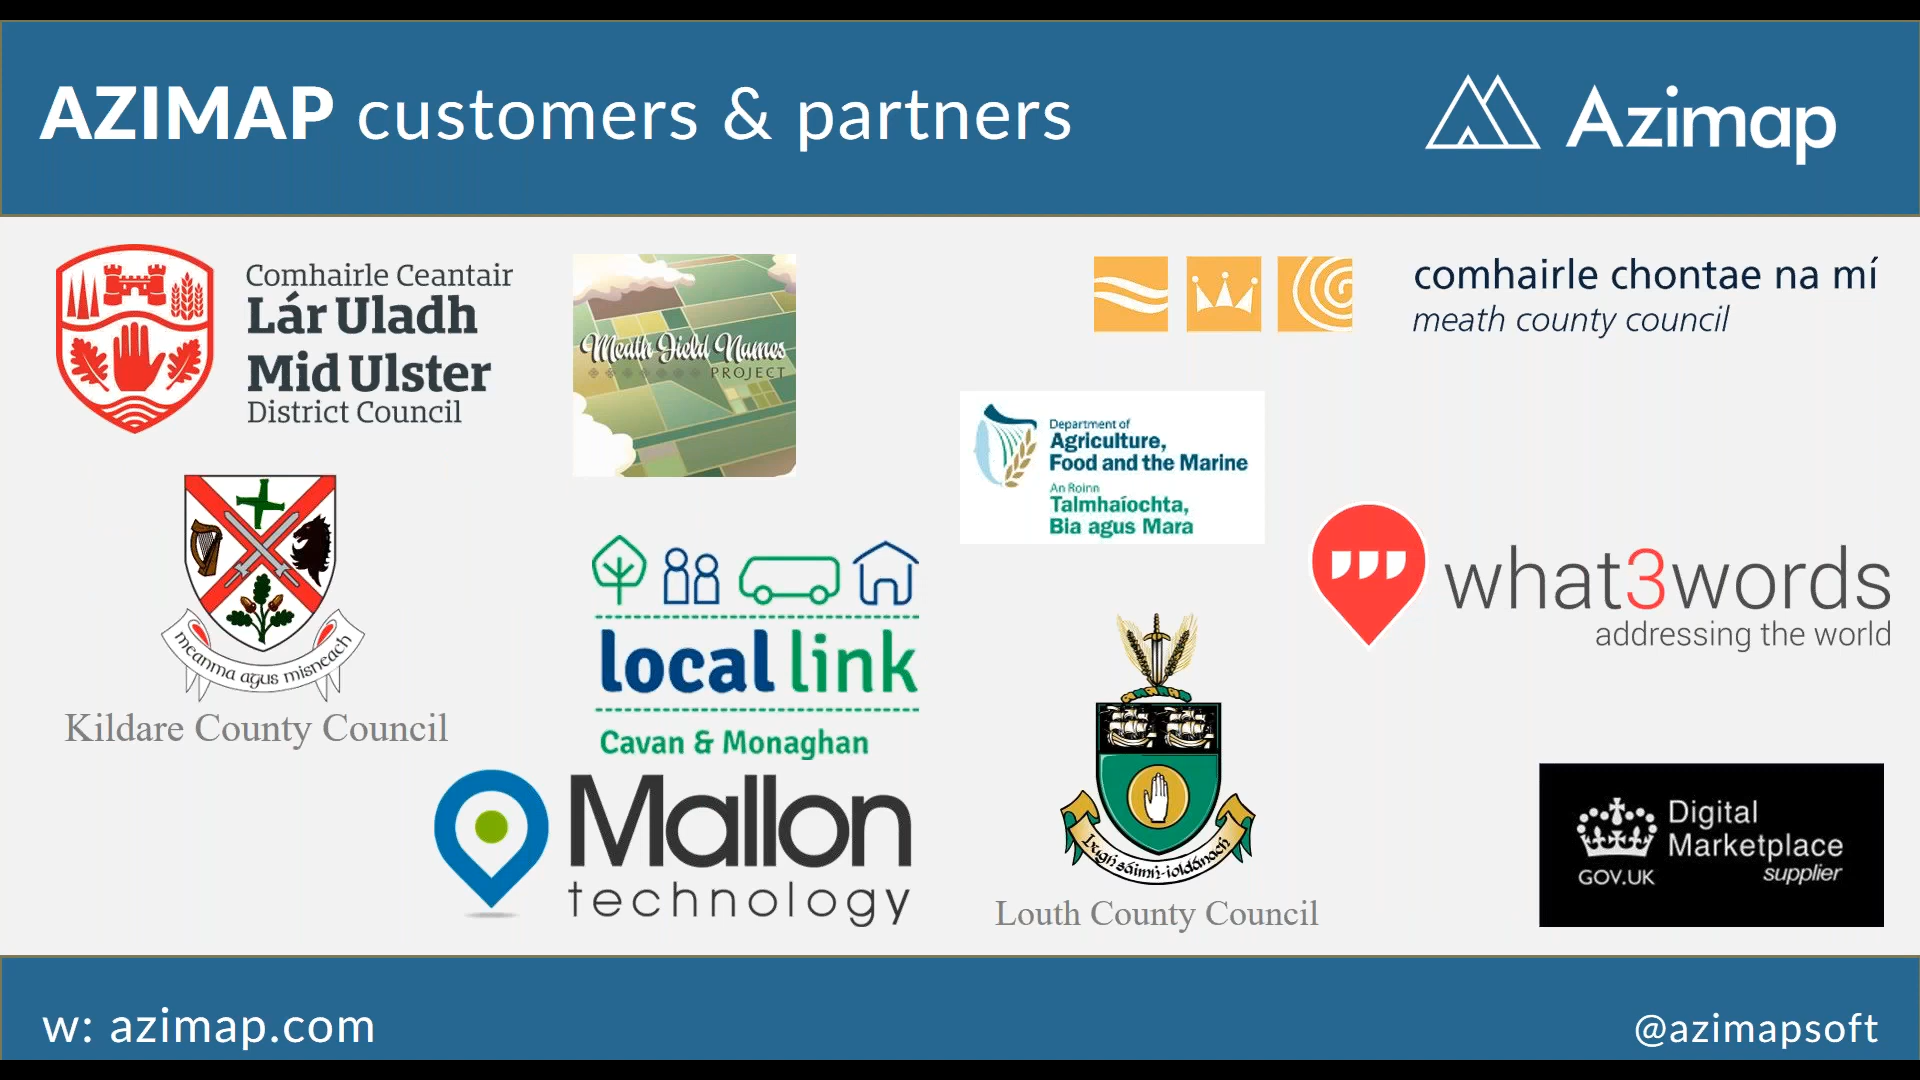 AZIMAP customers & partners
Azimap
Comhairle Ceantair
Lár Uladh
Mid Ulster
District Council
Meath Field Names
PROJECT
comhairle chontae na mí
meath county council
Department of
Agriculture,
Food and the Marine
An Roinn
Talmhaíochta,
Bia agus Mara
meanma agus misneach
Kildare County Council
local link
Cavan & Monaghan
what3words
addressing the world
Mallon
technology
Louth County Council
Digital
Marketplace
supplier
GOV.UK
w: azimap.com
@azimapsoft